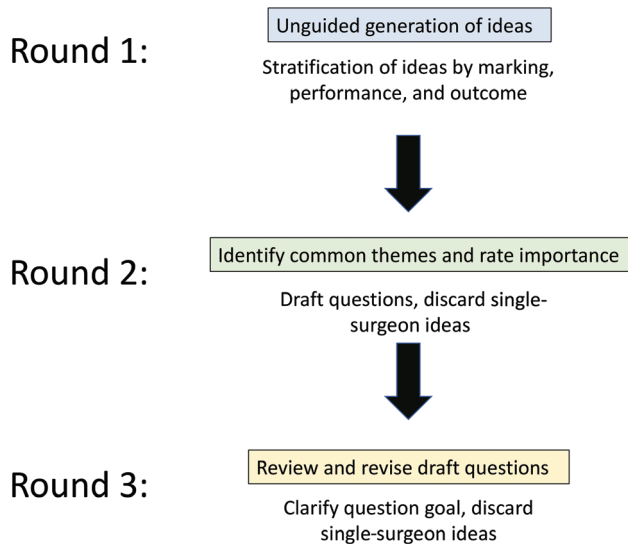 Round 1:
Unguided generation of ideas
Stratification of ideas by marking,
performance, and outcome
Round 2:
Identify common themes and rate importance
Draft questions, discard single-
surgeon ideas
Round 3:
Review and revise draft questions
Clarify question goal, discard
single-surgeon ideas